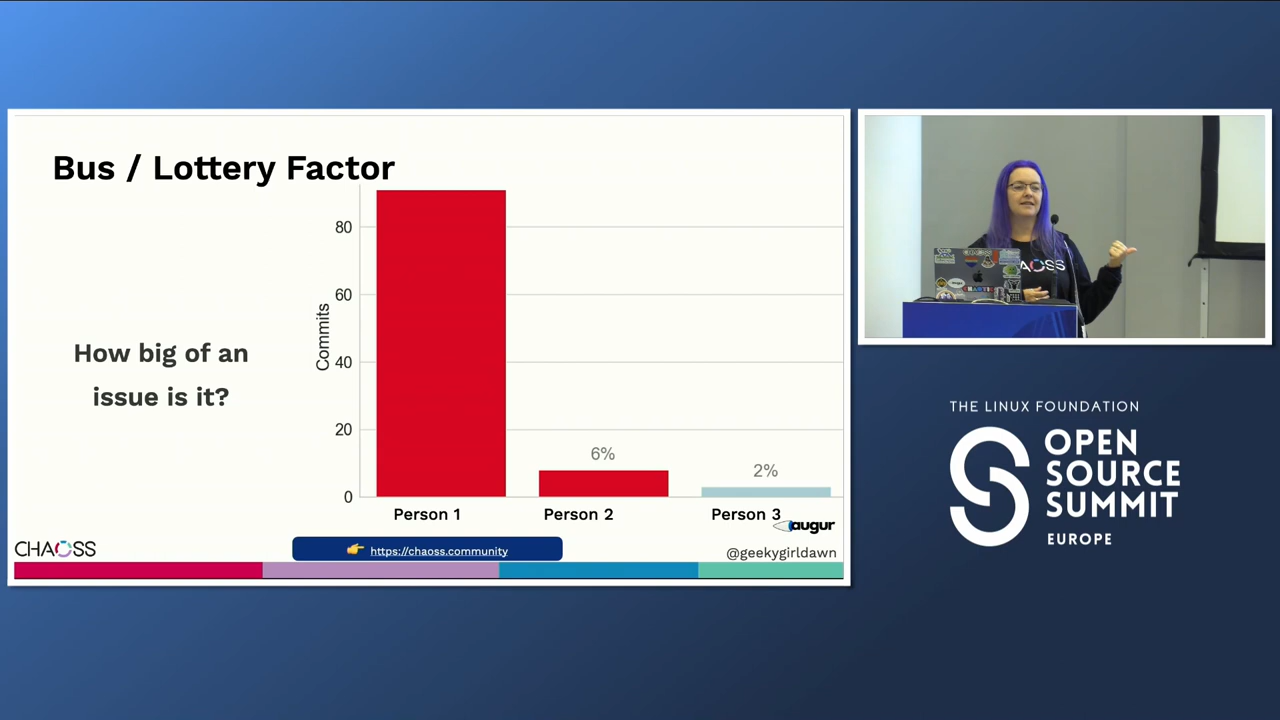 Bus / Lottery Factor
How big of an
issue is it?
Commits
80
60
40
20
0
6%
2%
Person 1
Person 2
Person 3
augur
CHAOSS
👉 https://chaoss.community
@geekygirldawn
CHAOSS
THE LINUX FOUNDATION
OPEN
SOURCE
SUMMIT
EUROPE